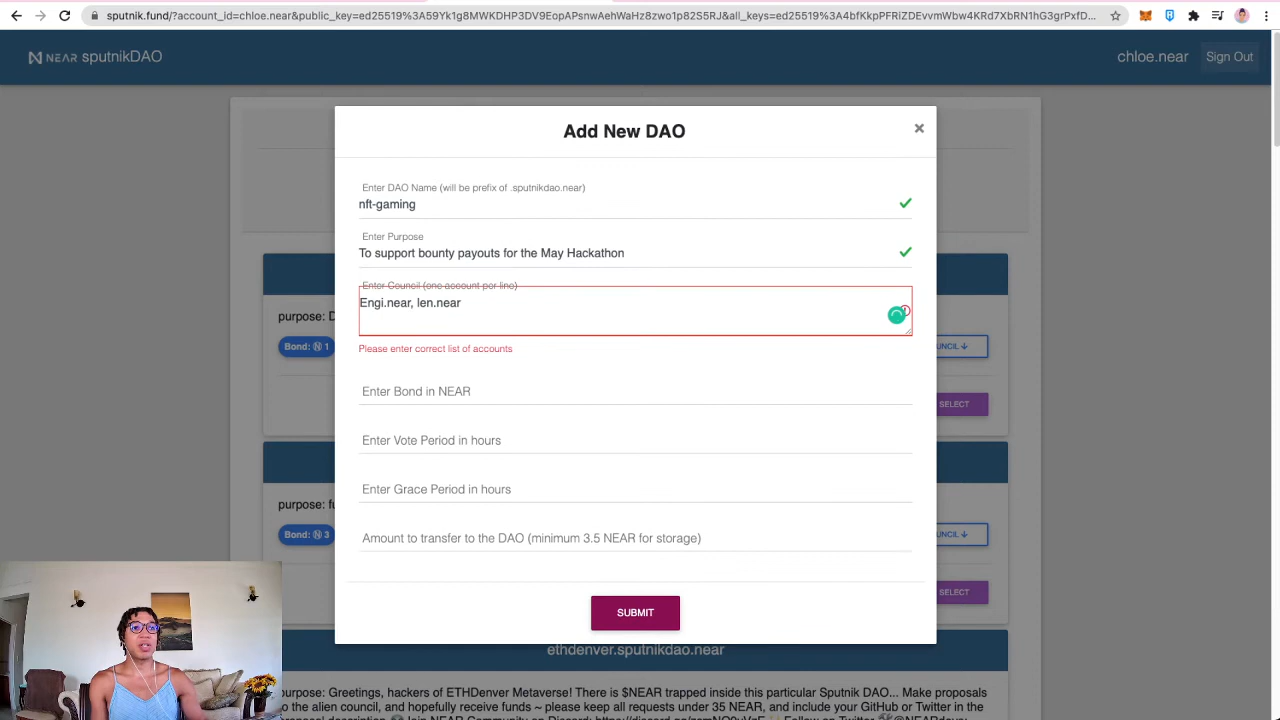 sputnik.fund/?account_id=chloe.near&public_key=ed25519%3A59Yk1g8MWKDHP3DV9EopAPsnwAehWaHz8zwo1p82S5RJ&all_keys=ed25519%3A4bfKkpPFRiZDEvvmWbw4KRd7XbRN1hG3grPxfD...
NEAR sputnikDAO
chloe.near
Sign Out
Add New DAO
×
Enter DAO Name (will be prefix of .sputnikdao.near)
nft-gaming
Enter Purpose
To support bounty payouts for the May Hackathon
Enter Council (one account per line)
Engi.near, len.near
Please enter correct list of accounts
purpose: D
Bond: Ⓝ 1
UNCIL
Enter Bond in NEAR
SELECT
Enter Vote Period in hours
Enter Grace Period in hours
purpose: f
Bond: Ⓝ 3
UNCIL
Amount to transfer to the DAO (minimum 3.5 NEAR for storage)
SELECT
SUBMIT
ethdenver.sputnikdao.near
purpose: Greetings, hackers of ETHDenver Metaverse! There is $NEAR trapped inside this particular Sputnik DAO... Make proposals
to the alien council, and hopefully receive funds ~ please keep all requests under 35 NEAR, and include your GitHub or Twitter in the